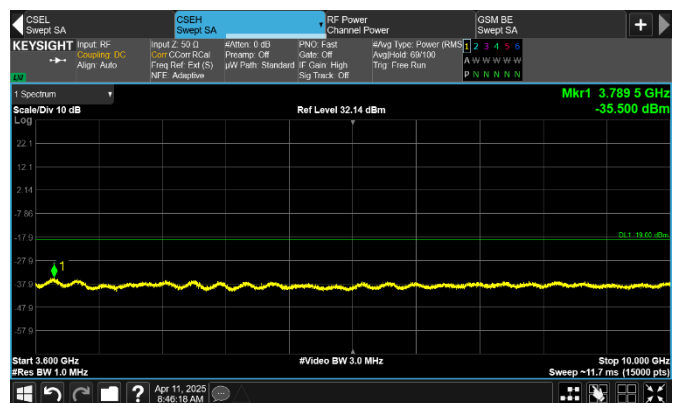 CSEL
Swept SA
CSEH
Swept SA
RF Power
Channel Power
GSM BE
Swept SA
+
KEYSIGHT
Input: RF
Coupling: DC
Align: Auto
LXI
Input Z: 50 Ω
Corr CCorr RCal
Freq Ref: Ext (S)
NFE: Adaptive
#Atten: 0 dB
Preamp: Off
µW Path: Standard
PNO: Fast
Gate: Off
IF Gain: High
Sig Track: Off
#Avg Type: Power (RMS)
Avg|Hold: 69/100
Trig: Free Run
1 2 3 4 5 6
A W W W W W
P N N N N N
1 Spectrum
Mkr1 3.789 5 GHz
Scale/Div 10 dB
Ref Level 32.14 dBm
-35.500 dBm
Log
22.1
12.1
2.14
-7.86
-17.9
DL1 -19.00 dBm
-27.9
1
-37.9
-47.9
-57.9
Start 3.600 GHz
#Video BW 3.0 MHz
Stop 10.000 GHz
#Res BW 1.0 MHz
Sweep ~11.7 ms (15000 pts)
?
Apr 11, 2025
8:46:18 AM